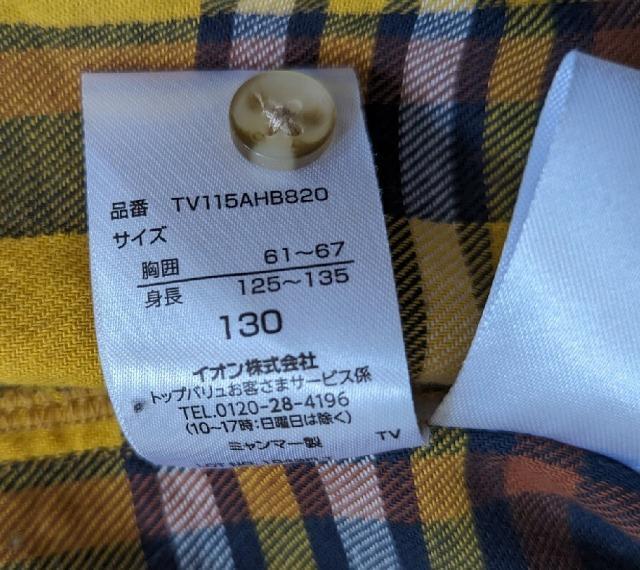 品番 TV115AHB820
サイズ
胸囲 61～67
身長 125～135
130
イオン株式会社
トップバリュお客さまサービス係
TEL.0120-28-4196
(10～17時:日曜日は除く)
ミャンマー製 TV